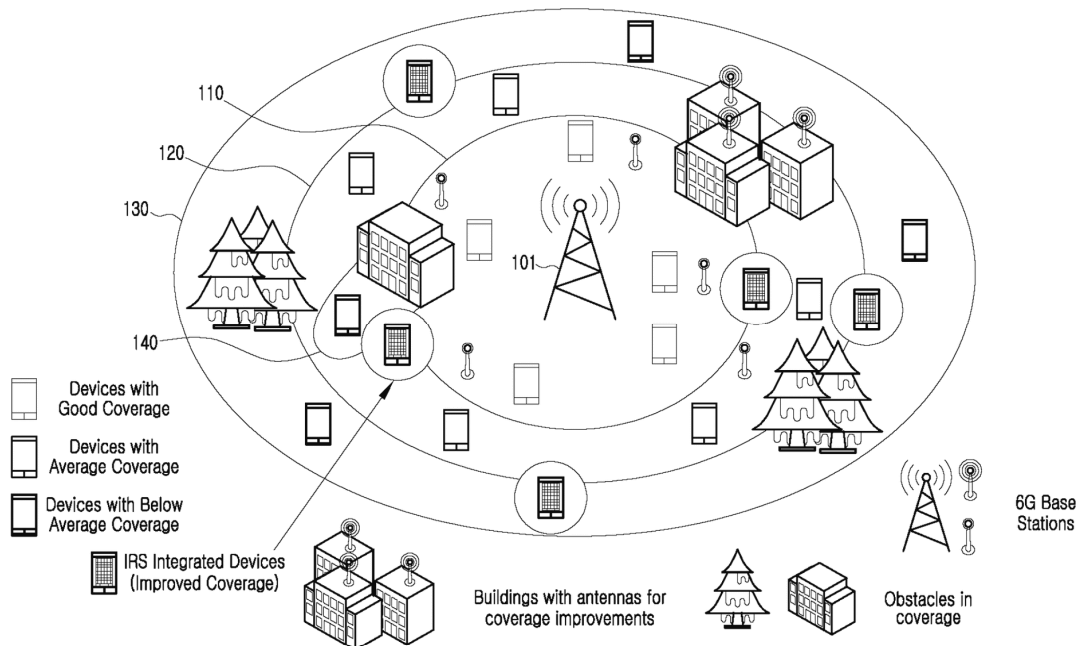 110
120
130
101
140
Devices with
Good Coverage
Devices with
Average Coverage
Devices with Below
Average Coverage
IRS Integrated Devices
(Improved Coverage)
Buildings with antennas for
coverage improvements
Obstacles in
coverage
6G Base
Stations